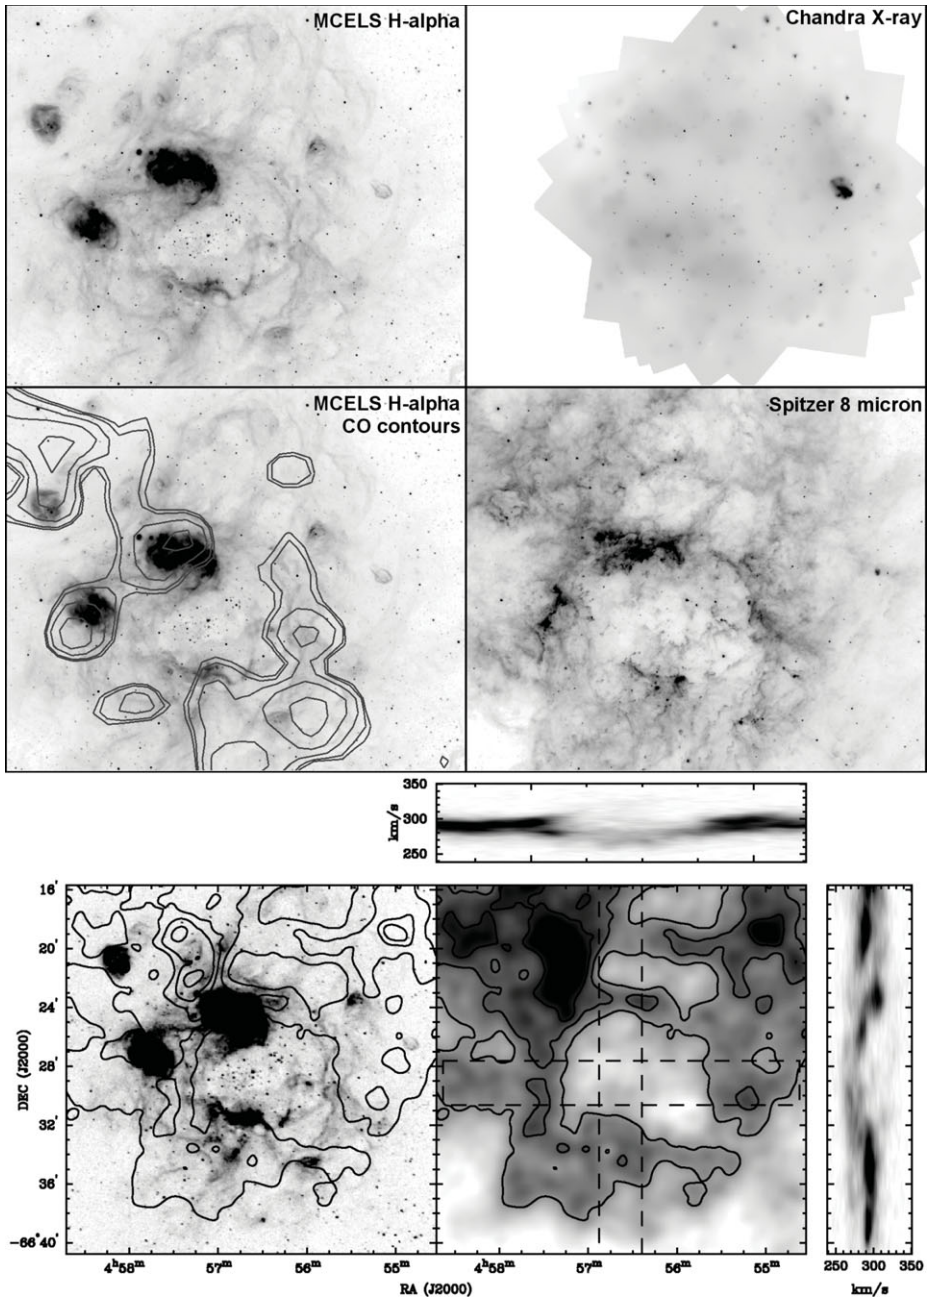 MCELS H-alpha
Chandra X-ray
MCELS H-alpha
CO contours
Spitzer 8 micron
350
300
250
km/s
16'
20'
24'
28'
32'
36'
-66°40'
DEC (J2000)
4ʰ58ᵐ
57ᵐ
56ᵐ
55ᵐ
4ʰ58ᵐ
57ᵐ
56ᵐ
55ᵐ
RA (J2000)
240
300
350
km/s